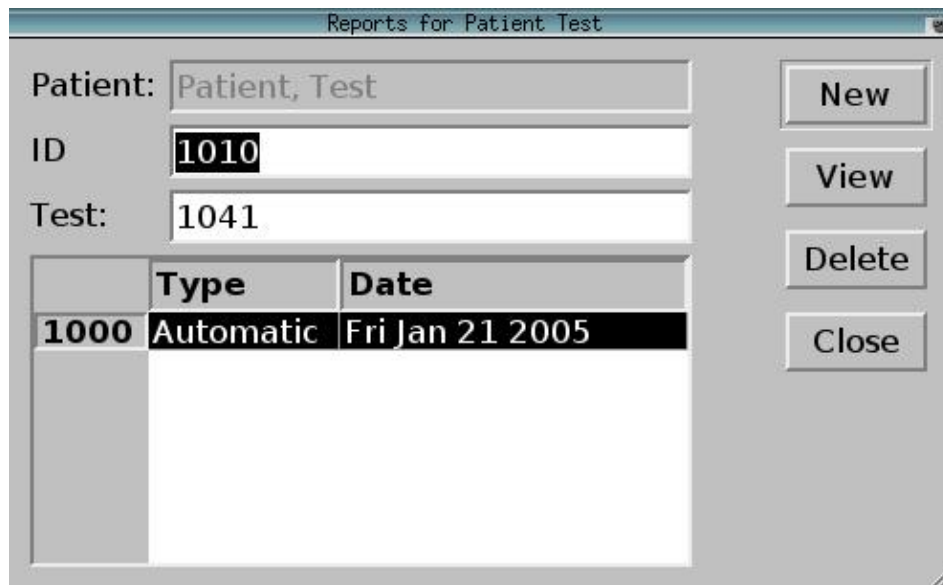 Reports for Patient Test
Patient: Patient, Test
New
ID 1010
View
Test: 1041
Delete
Type Date
1000 Automatic Fri Jan 21 2005
Close